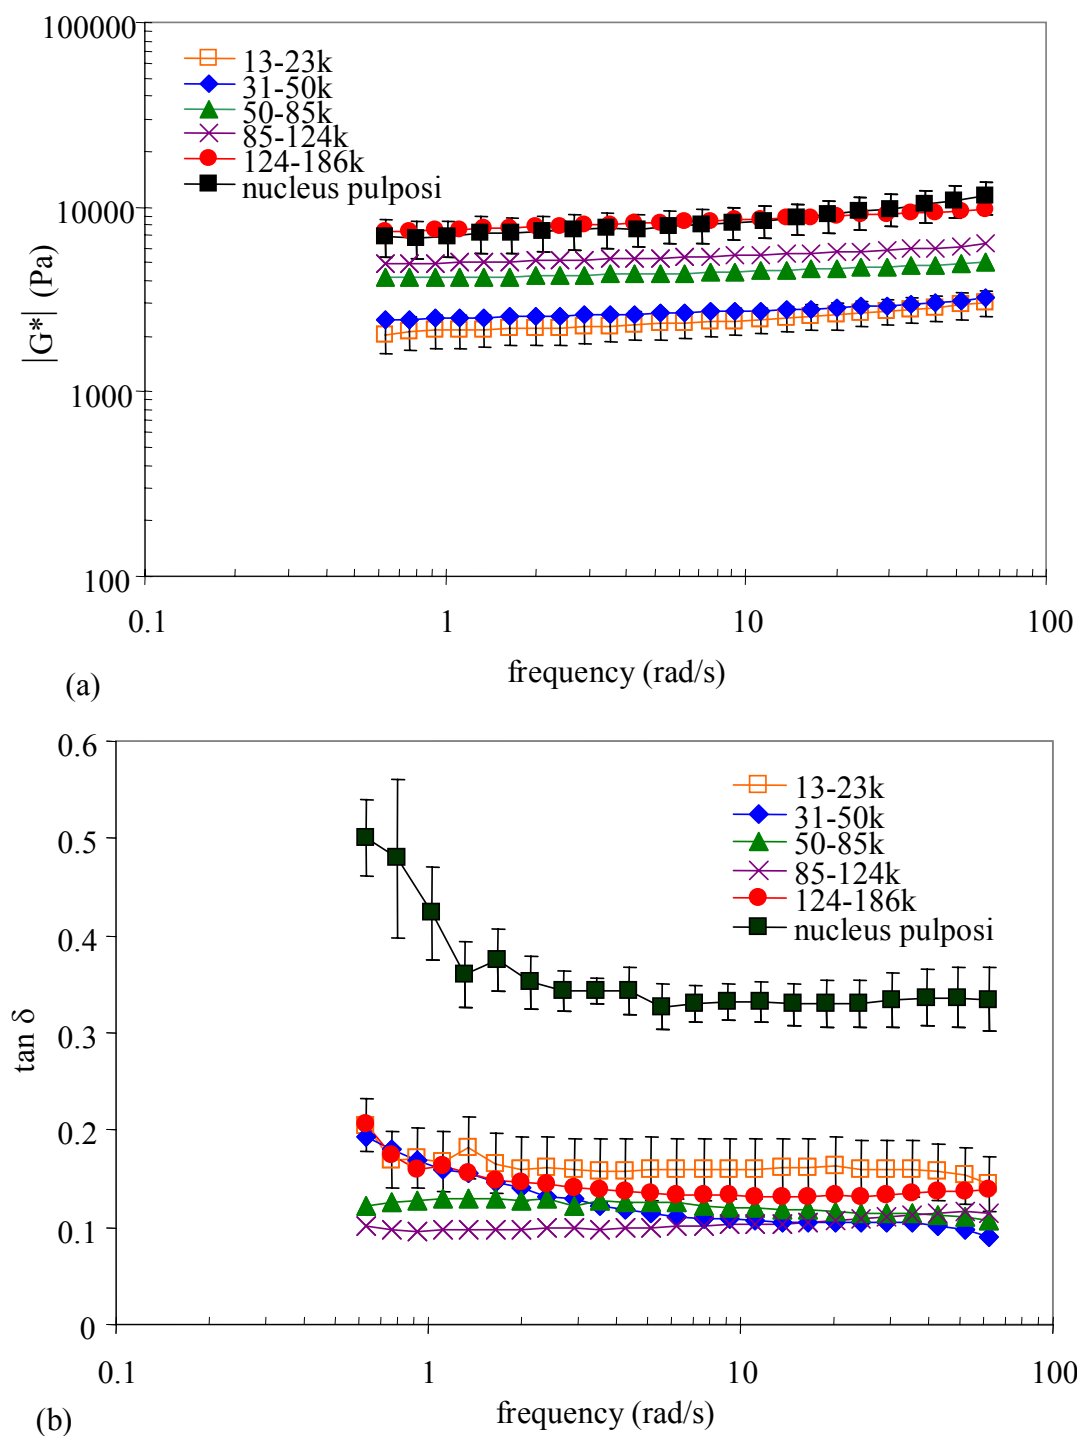 100000
13-23k
31-50k
50-85k
85-124k
124-186k
nucleus pulposi
10000
|G*| (Pa)
1000
100
0.1
1
10
100
frequency (rad/s)
(a)
0.6
13-23k
31-50k
50-85k
85-124k
124-186k
nucleus pulposi
0.5
0.4
0.3
tan δ
0.2
0.1
0
0.1
1
10
100
frequency (rad/s)
(b)